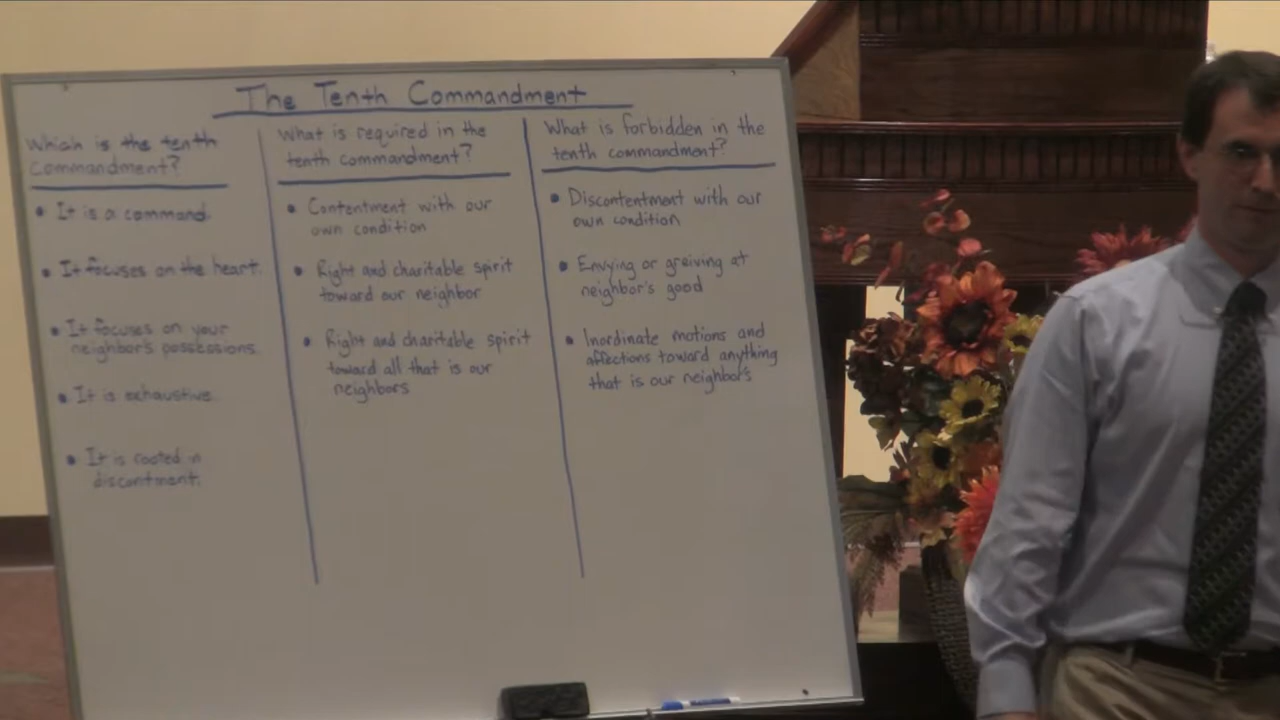 The Tenth Commandment
Which is the tenth
Commandment?
• It is a command.
• It focuses on the heart.
• It focuses on your
neighbor's possessions.
• It is exhaustive.
• It is rooted in
discontment.
What is required in the
tenth commandment?
• Contentment with our
own condition
• Right and charitable spirit
toward our neighbor
• Right and charitable spirit
toward all that is our
neighbors
What is forbidden in the
tenth commandment?
• Discontentment with our
own condition
• Envying or greiving at
neighbor's good
• Inordinate motions and
affections toward anything
that is our neighbor's